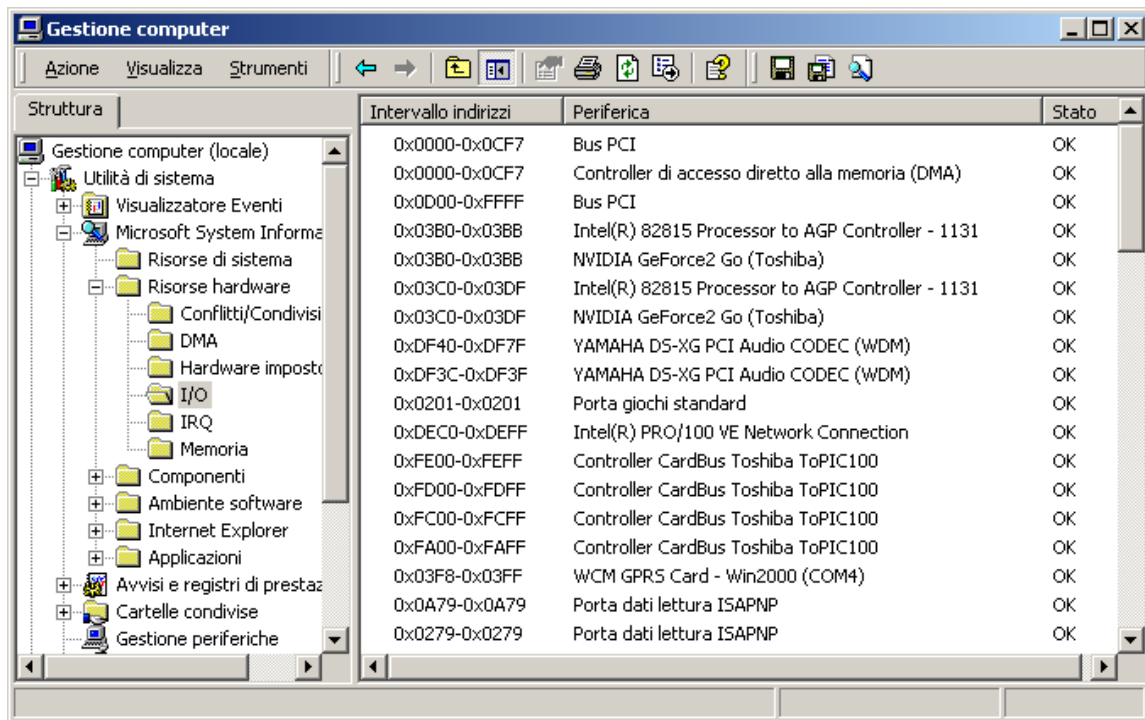 Gestione computer
Azione Visualizza Strumenti
Struttura
Gestione computer (locale)
Utilità di sistema
Visualizzatore Eventi
Microsoft System Informa
Risorse di sistema
Risorse hardware
Conflitti/Condivisi
DMA
Hardware imposto
I/O
IRQ
Memoria
Componenti
Ambiente software
Internet Explorer
Applicazioni
Avvisi e registri di prestaz
Cartelle condivise
Gestione periferiche
Intervallo indirizzi Periferica Stato
0x0000-0x0CF7 Bus PCI OK
0x0000-0x0CF7 Controller di accesso diretto alla memoria (DMA) OK
0x0D00-0xFFFF Bus PCI OK
0x03B0-0x03BB Intel(R) 82815 Processor to AGP Controller - 1131 OK
0x03B0-0x03BB NVIDIA GeForce2 Go (Toshiba) OK
0x03C0-0x03DF Intel(R) 82815 Processor to AGP Controller - 1131 OK
0x03C0-0x03DF NVIDIA GeForce2 Go (Toshiba) OK
0xDF40-0xDF7F YAMAHA DS-XG PCI Audio CODEC (WDM) OK
0xDF3C-0xDF3F YAMAHA DS-XG PCI Audio CODEC (WDM) OK
0x0201-0x0201 Porta giochi standard OK
0xDEC0-0xDEFF Intel(R) PRO/100 VE Network Connection OK
0xFE00-0xFEFF Controller CardBus Toshiba ToPIC100 OK
0xFD00-0xFDFF Controller CardBus Toshiba ToPIC100 OK
0xFC00-0xFCFF Controller CardBus Toshiba ToPIC100 OK
0xFA00-0xFAFF Controller CardBus Toshiba ToPIC100 OK
0x03F8-0x03FF WCM GPRS Card - Win2000 (COM4) OK
0x0A79-0x0A79 Porta dati lettura ISAPNP OK
0x0279-0x0279 Porta dati lettura ISAPNP OK